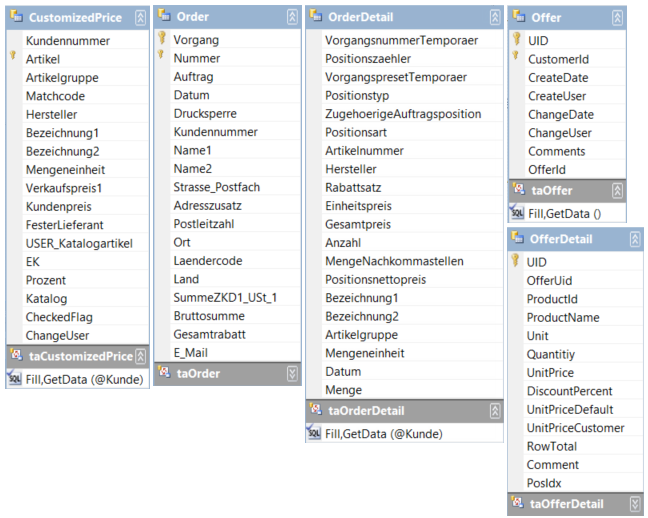 CustomizedPrice
Kundennummer
Artikel
Artikelgruppe
Matchcode
Hersteller
Bezeichnung1
Bezeichnung2
Mengeneinheit
Verkaufspreis1
Kundenpreis
FesterLieferant
USER_Katalogartikel
EK
Prozent
Katalog
CheckedFlag
ChangeUser
taCustomizedPrice
SQL Fill,GetData (@Kunde)
Order
Vorgang
Nummer
Auftrag
Datum
Drucksperre
Kundennummer
Name1
Name2
Strasse_Postfach
Adresszusatz
Postleitzahl
Ort
Laendercode
Land
SummeZKD1_USt_1
Bruttosumme
Gesamtrabatt
E_Mail
taOrder
OrderDetail
VorgangsnummerTemporaer
Positionszaehler
VorgangspresetTemporaer
Positionstyp
ZugehoerigeAuftragsposition
Positionsart
Artikelnummer
Hersteller
Rabattsatz
Einheitspreis
Gesamtpreis
Anzahl
MengeNachkommastellen
Positionsnettopreis
Bezeichnung1
Bezeichnung2
Artikelgruppe
Mengeneinheit
Datum
Menge
taOrderDetail
SQL Fill,GetData (@Kunde)
Offer
UID
CustomerId
CreateDate
CreateUser
ChangeDate
ChangeUser
Comments
OfferId
taOffer
SQL Fill,GetData ()
OfferDetail
UID
OfferUid
ProductId
ProductName
Unit
Quantitiy
UnitPrice
DiscountPercent
UnitPriceDefault
UnitPriceCustomer
RowTotal
Comment
PosIdx
taOfferDetail